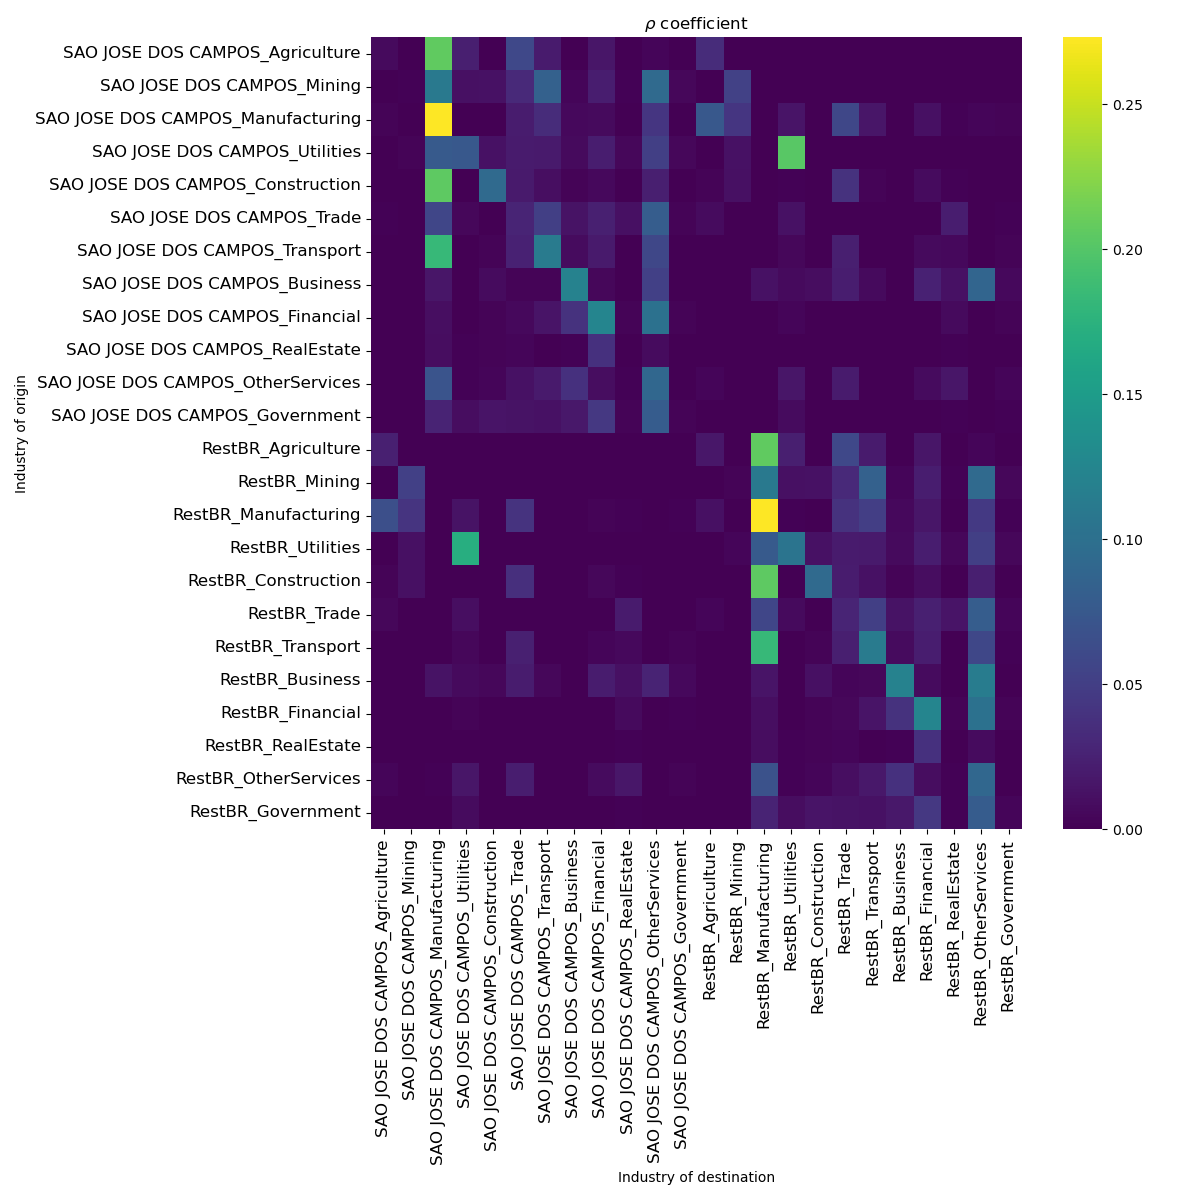 ρ coefficient
SAO JOSE DOS CAMPOS_Agriculture
SAO JOSE DOS CAMPOS_Mining
SAO JOSE DOS CAMPOS_Manufacturing
SAO JOSE DOS CAMPOS_Utilities
SAO JOSE DOS CAMPOS_Construction
SAO JOSE DOS CAMPOS_Trade
SAO JOSE DOS CAMPOS_Transport
SAO JOSE DOS CAMPOS_Business
SAO JOSE DOS CAMPOS_Financial
SAO JOSE DOS CAMPOS_RealEstate
SAO JOSE DOS CAMPOS_OtherServices
SAO JOSE DOS CAMPOS_Government
RestBR_Agriculture
RestBR_Mining
RestBR_Manufacturing
RestBR_Utilities
RestBR_Construction
RestBR_Trade
RestBR_Transport
RestBR_Business
RestBR_Financial
RestBR_RealEstate
RestBR_OtherServices
RestBR_Government
Industry of origin
SAO JOSE DOS CAMPOS_Agriculture
SAO JOSE DOS CAMPOS_Mining
SAO JOSE DOS CAMPOS_Manufacturing
SAO JOSE DOS CAMPOS_Utilities
SAO JOSE DOS CAMPOS_Construction
SAO JOSE DOS CAMPOS_Trade
SAO JOSE DOS CAMPOS_Transport
SAO JOSE DOS CAMPOS_Business
SAO JOSE DOS CAMPOS_Financial
SAO JOSE DOS CAMPOS_RealEstate
SAO JOSE DOS CAMPOS_OtherServices
SAO JOSE DOS CAMPOS_Government
RestBR_Agriculture
RestBR_Mining
RestBR_Manufacturing
RestBR_Utilities
RestBR_Construction
RestBR_Trade
RestBR_Transport
RestBR_Business
RestBR_Financial
RestBR_RealEstate
RestBR_OtherServices
RestBR_Government
Industry of destination
0.25
0.20
0.15
0.10
0.05
0.00